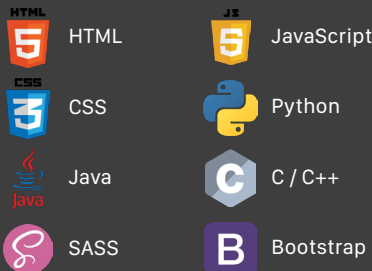 HTML
5 HTML
JS
5 JavaScript
CSS
3 CSS
Python
Java
Java
C C / C++
S SASS
B Bootstrap